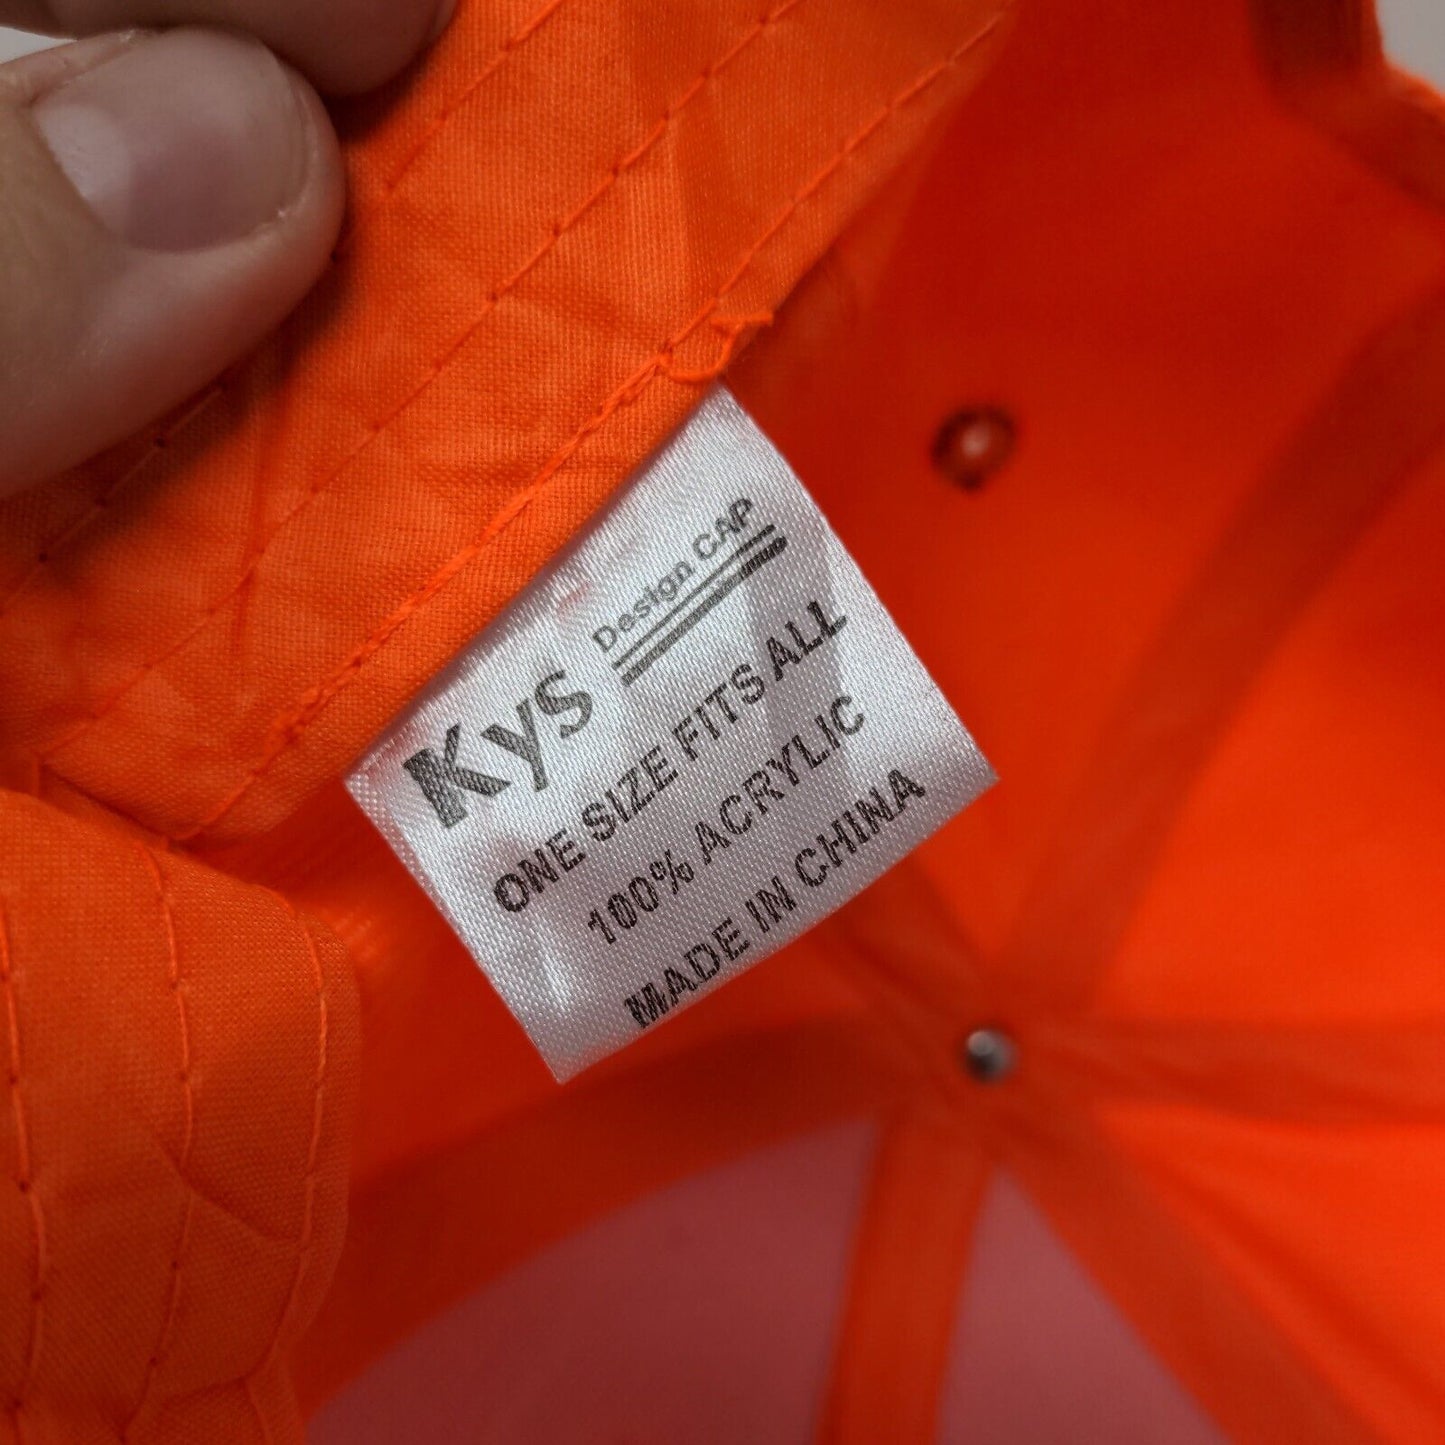 Kys Design CAP
ONE SIZE FITS ALL
100% ACRYLIC
MADE IN CHINA